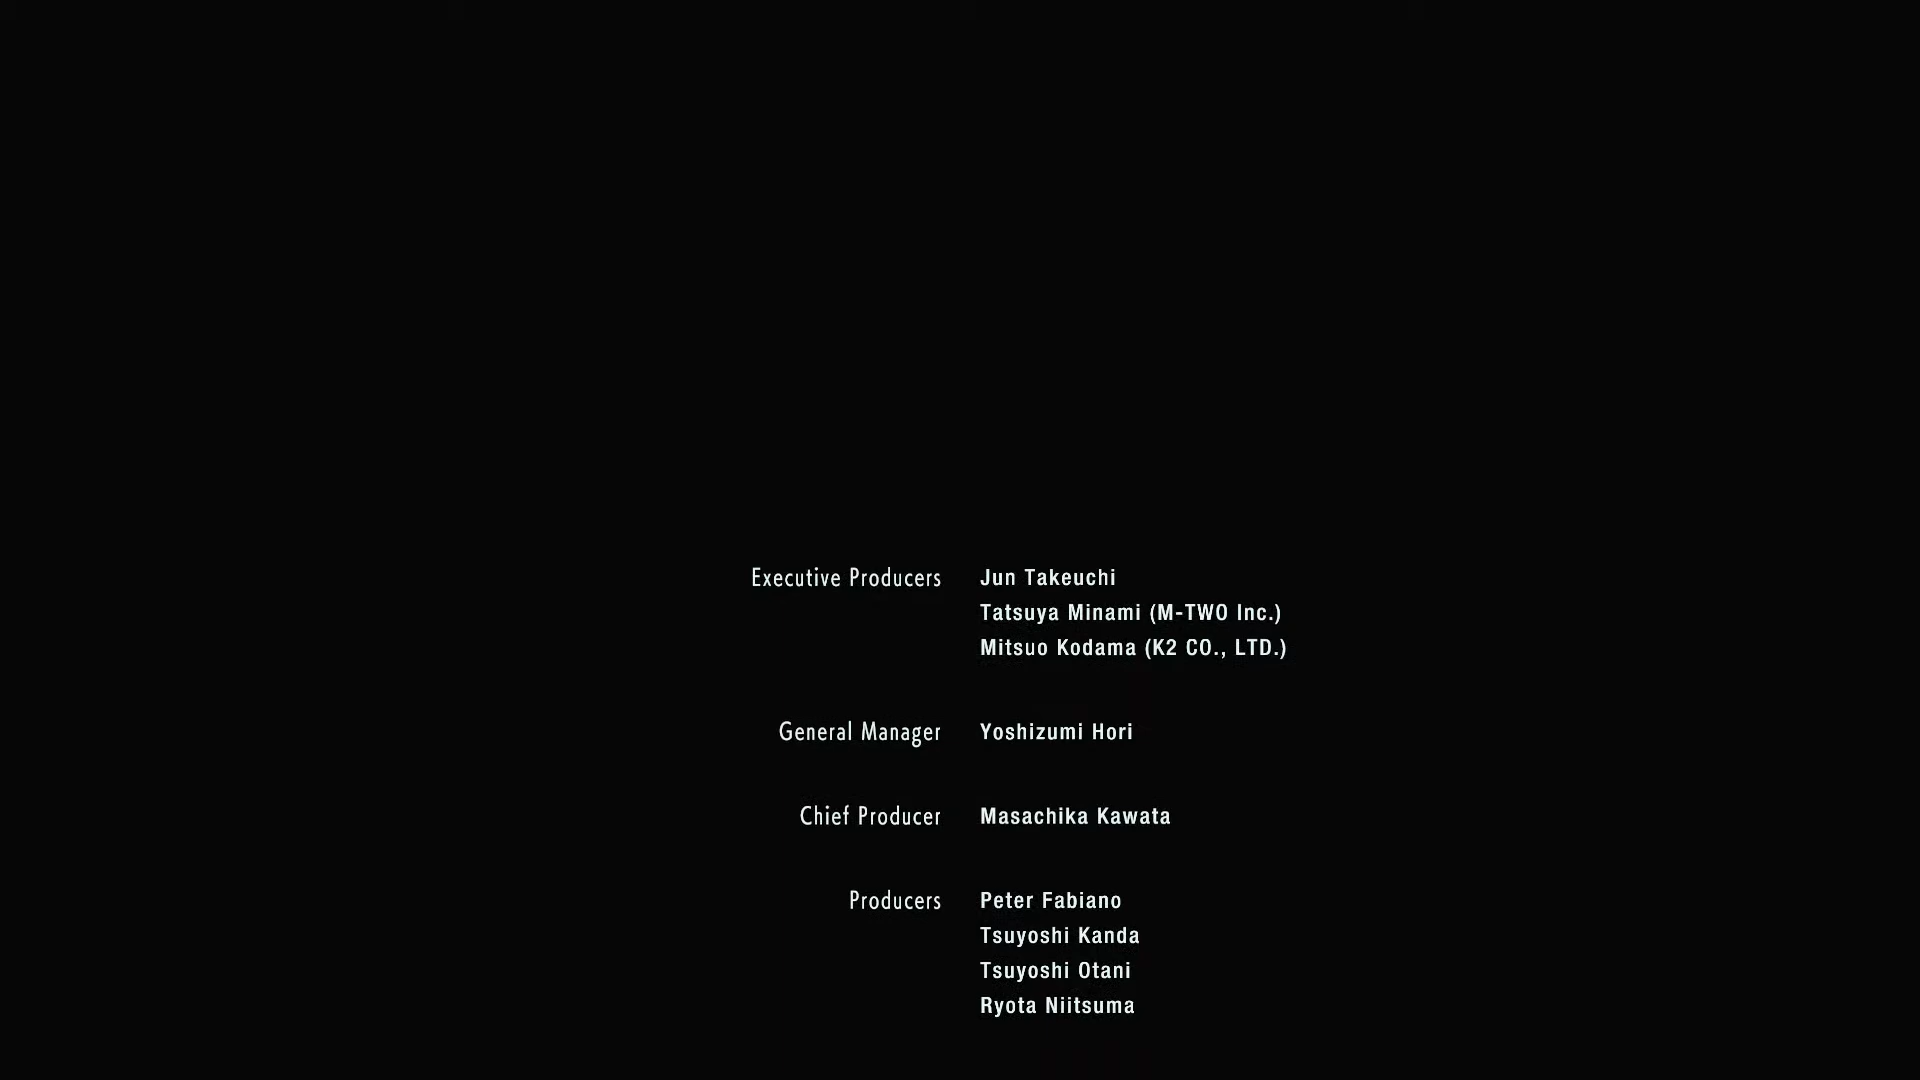 Executive Producers Jun Takeuchi
Tatsuya Minami (M-TWO Inc.)
Mitsuo Kodama (K2 CO., LTD.)
General Manager Yoshizumi Hori
Chief Producer Masachika Kawata
Producers Peter Fabiano
Tsuyoshi Kanda
Tsuyoshi Otani
Ryota Niitsuma